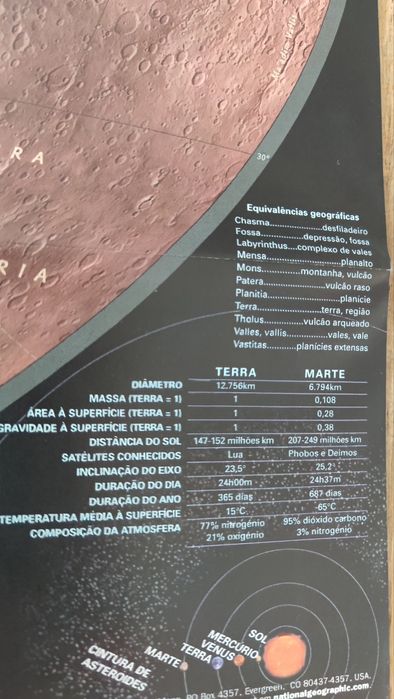 30°
R A
RIA
Equivalências geográficas
Chasma......................desfiladeiro
Fossa..................depressão, fossa
Labyrinthus....complexo de vales
Mensa................................planalto
Mons.................montanha, vulcão
Patera..........................vulcão raso
Planitia...............................planície
Terra...........................terra, região
Tholus................vulcão arqueado
Valles, vallis...................vales, vale
Vastitas............planícies extensas
TERRA MARTE
DIÂMETRO 12.756km 6.794km
MASSA (TERRA = 1) 1 0,108
ÁREA À SUPERFÍCIE (TERRA = 1) 1 0,28
GRAVIDADE À SUPERFÍCIE (TERRA = 1) 1 0,38
DISTÂNCIA DO SOL 147-152 milhões km 207-249 milhões km
SATÉLITES CONHECIDOS Lua Phobos e Deimos
INCLINAÇÃO DO EIXO 23,5° 25,2°
DURAÇÃO DO DIA 24h00m 24h37m
DURAÇÃO DO ANO 365 dias 687 dias
TEMPERATURA MÉDIA À SUPERFÍCIE 15°C -65°C
COMPOSIÇÃO DA ATMOSFERA 77% nitrogénio 95% dióxido carbono
21% oxigénio 3% nitrogénio
SOL
MERCÚRIO
VENUS
TERRA
MARTE
CINTURA DE
ASTEROIDES
PO Box 4357, Evergreen, CO 80437-4357, USA.
em nationalgeographic.com.